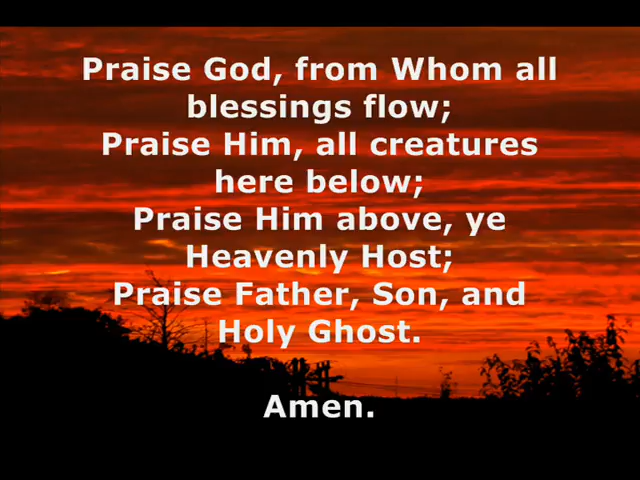 Praise God, from Whom all
blessings flow;
Praise Him, all creatures
here below;
Praise Him above, ye
Heavenly Host;
Praise Father, Son, and
Holy Ghost.
Amen.